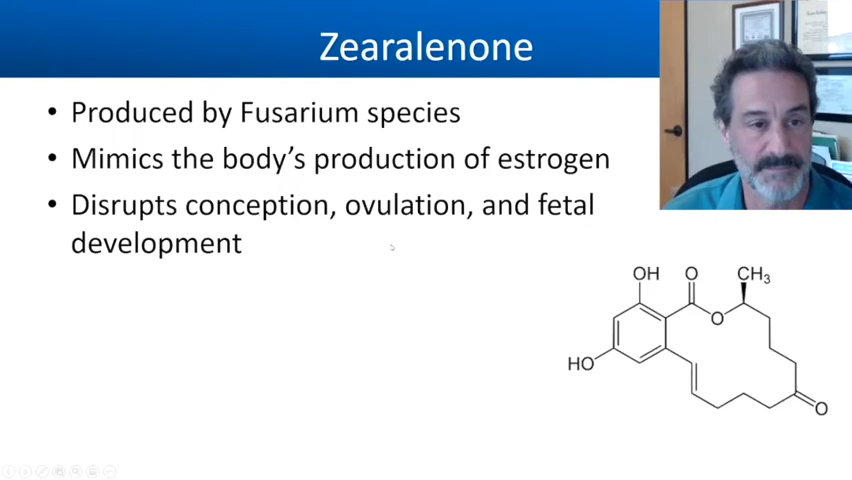 Zearalenone
• Produced by Fusarium species
• Mimics the body's production of estrogen
• Disrupts conception, ovulation, and fetal
development
OH
O
CH₃
O
HO
O